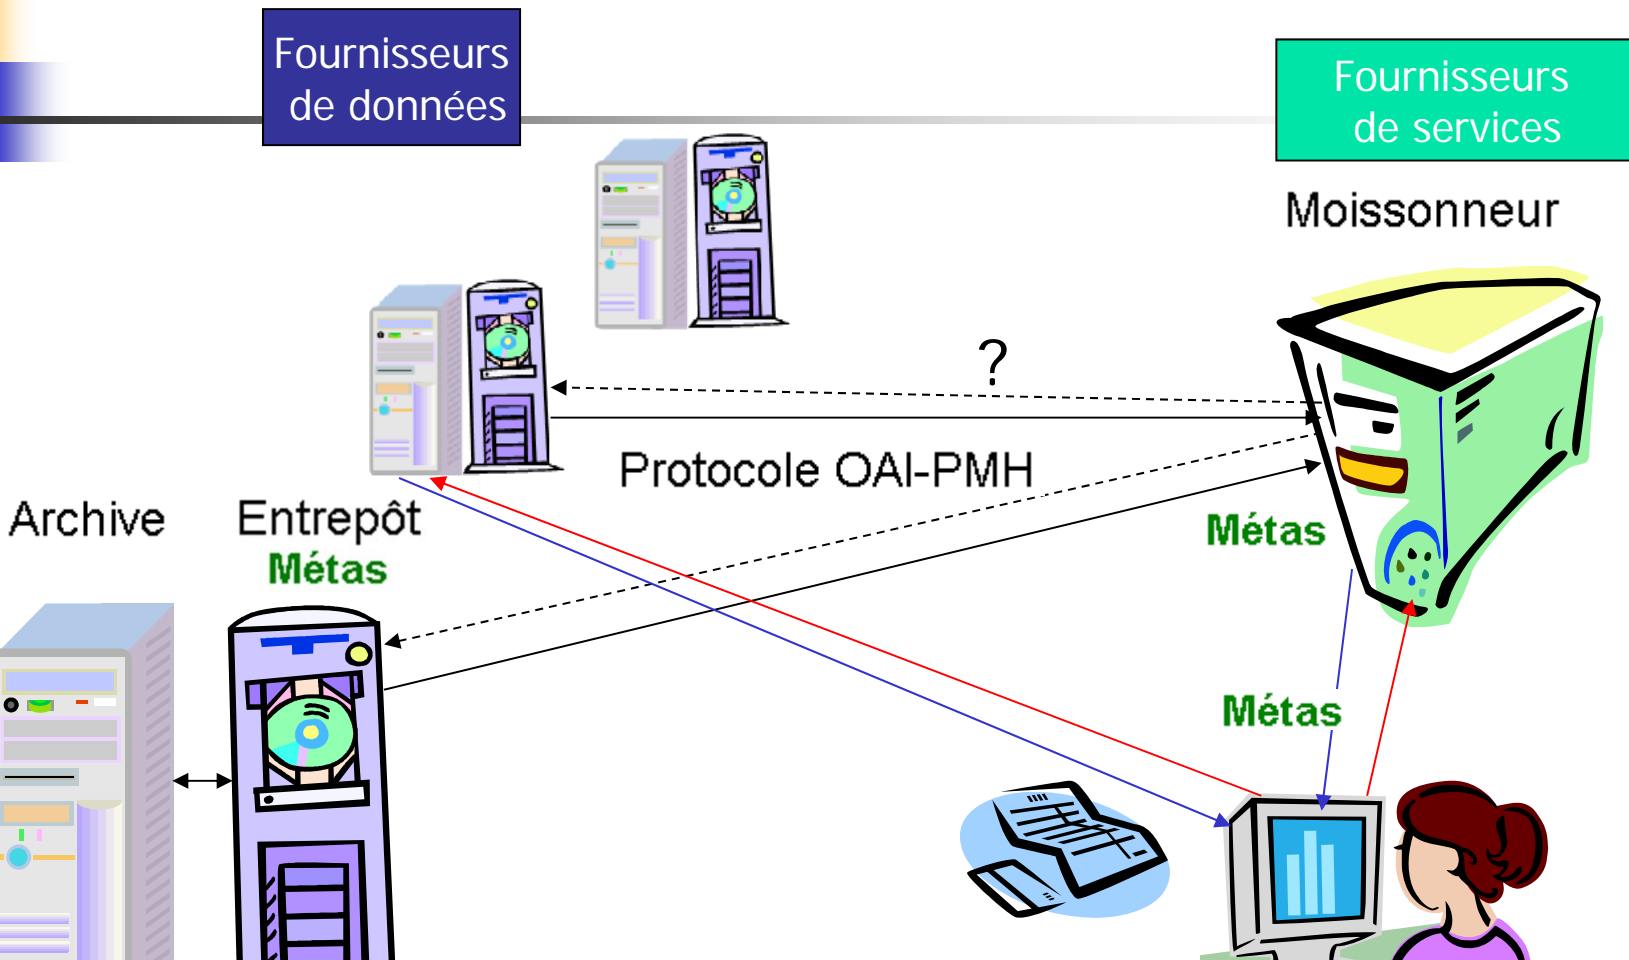 Fournisseurs
de données
Fournisseurs
de services
Moissonneur
?
Protocole OAI-PMH
Archive
Entrepôt
Métas
Métas
Métas